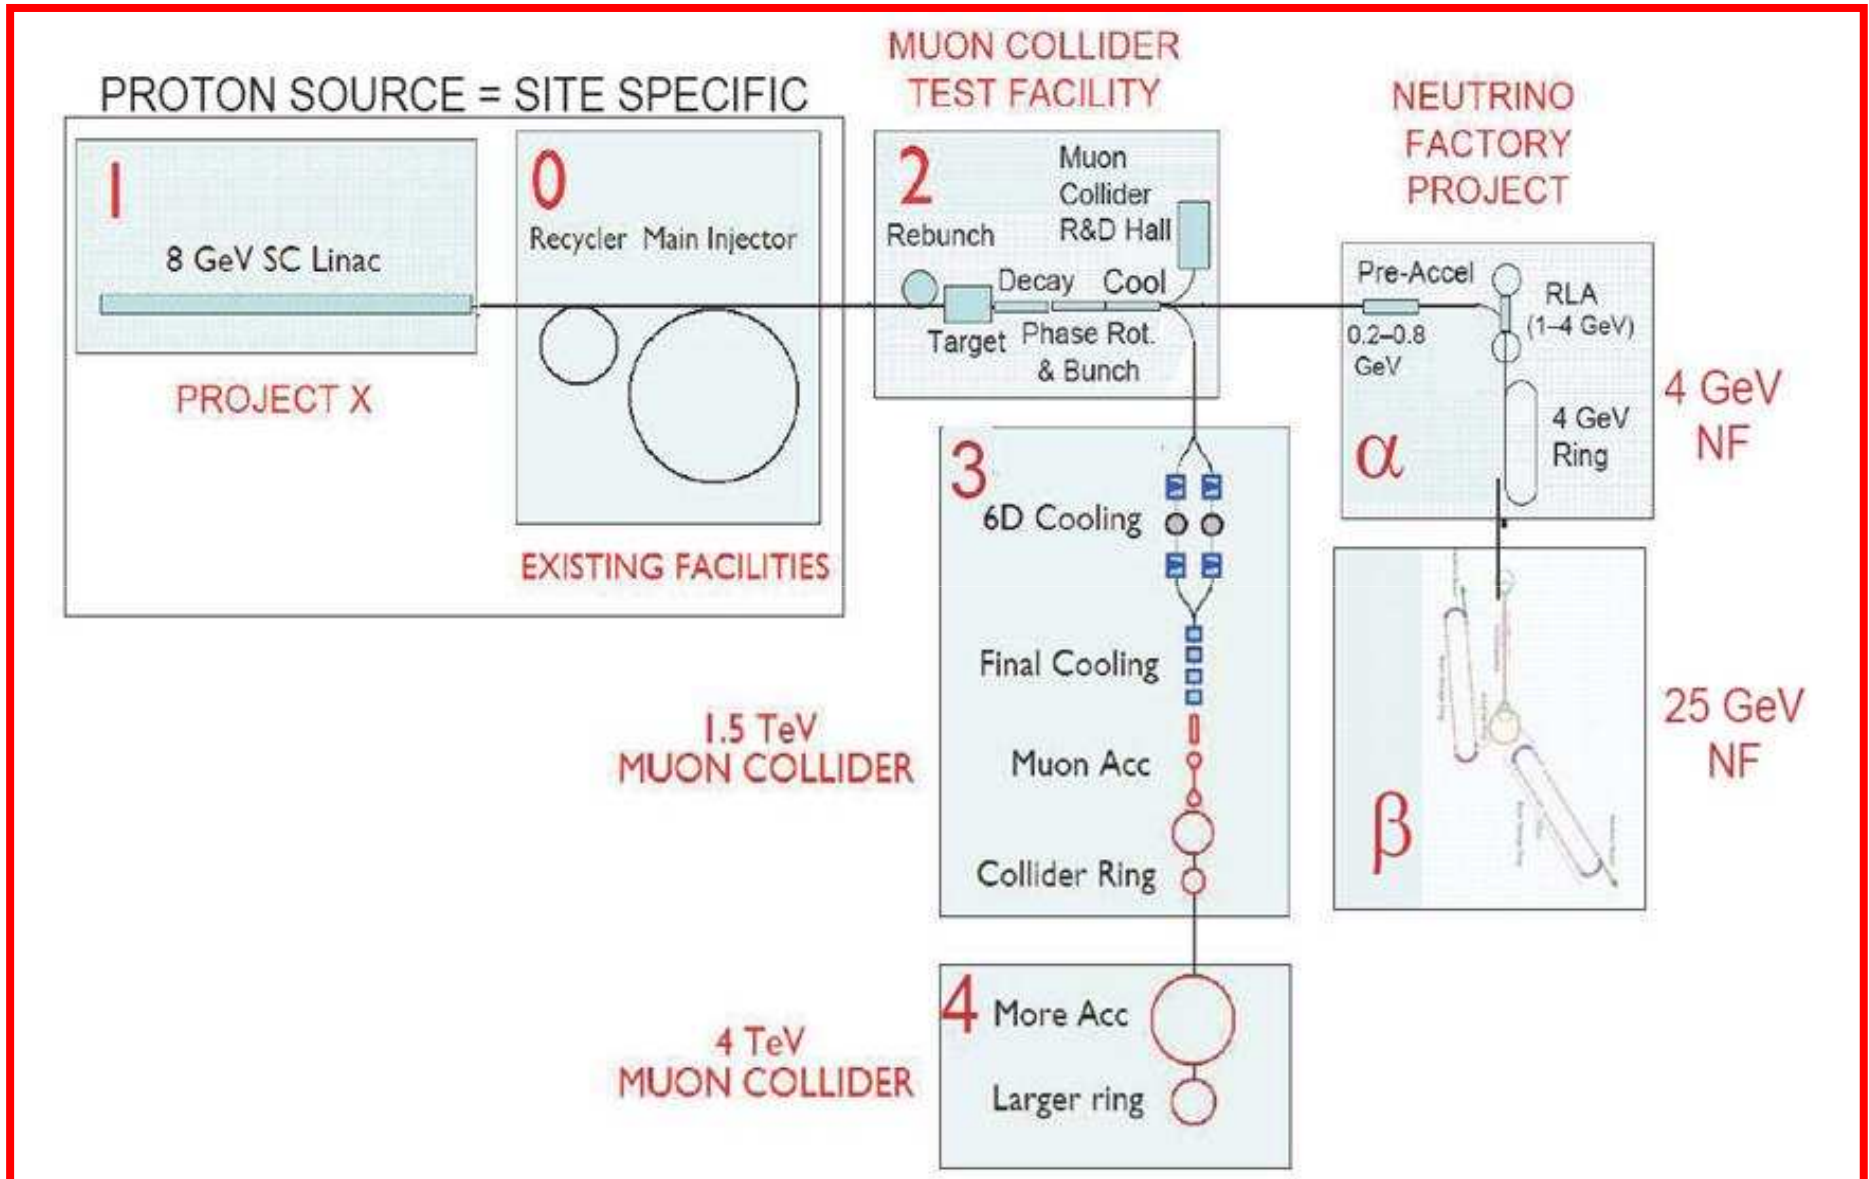 PROTON SOURCE = SITE SPECIFIC
1
8 GeV SC Linac
PROJECT X
0
Recycler Main Injector
EXISTING FACILITIES
MUON COLLIDER
TEST FACILITY
2
Muon
Collider
R&D Hall
Rebunch
Decay
Cool
Target
Phase Rot.
& Bunch
NEUTRINO
FACTORY
PROJECT
Pre-Accel
RLA
(1–4 GeV)
0.2–0.8
GeV
4 GeV
Ring
α
4 GeV
NF
3
6D Cooling
Final Cooling
Muon Acc
Collider Ring
1.5 TeV
MUON COLLIDER
β
25 GeV
NF
4
More Acc
Larger ring
4 TeV
MUON COLLIDER